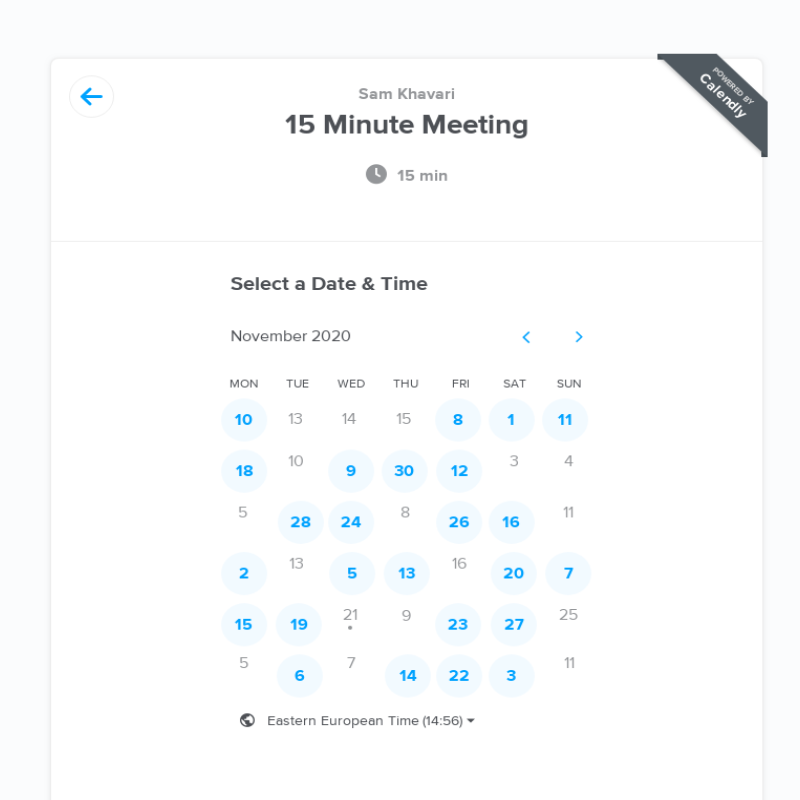 POWERED BY
Calendly
Sam Khavari
15 Minute Meeting
15 min
Select a Date & Time
November 2020
MON TUE WED THU FRI SAT SUN
10 13 14 15 8 1 11
18 10 9 30 12 3 4
5 28 24 8 26 16 11
2 13 5 13 16 20 7
15 19 21 9 23 27 25
5 6 7 14 22 3 11
Eastern European Time (14:56)